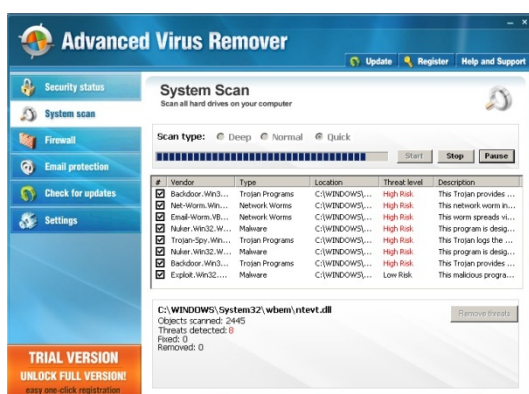 Advanced Virus Remover
Update Register Help and Support
Security status
System scan
Firewall
Email protection
Check for updates
Settings
TRIAL VERSION
UNLOCK FULL VERSION!
easy one-click registration
System Scan
Scan all hard drives on your computer
Scan type: Deep Normal Quick
Start Stop Pause
# Vendor Type Location Threat level Description
Backdoor.Win3... Trojan Programs C:\WINDOWS\... High Risk This Trojan provides ...
Net-Worm.Win... Network Worms C:\WINDOWS\... High Risk This network worm in...
Email-Worm.VB... Network Worms C:\WINDOWS\... High Risk This worm spreads vi...
Nuker.Win32.W... Malware C:\WINDOWS\... High Risk This program is desig...
Trojan-Spy.Win... Trojan Programs C:\WINDOWS\... High Risk This Trojan logs the ...
Nuker.Win32.W... Malware C:\WINDOWS\... High Risk This program is desig...
Backdoor.Win3... Trojan Programs C:\WINDOWS\... High Risk This Trojan provides ...
Exploit.Win32.... Malware C:\WINDOWS\... Low Risk This malicious progra...
C:\WINDOWS\System32\wbem\ntevt.dll
Objects scanned: 2445
Threats detected: 8
Fixed: 0
Removed: 0
Remove threats